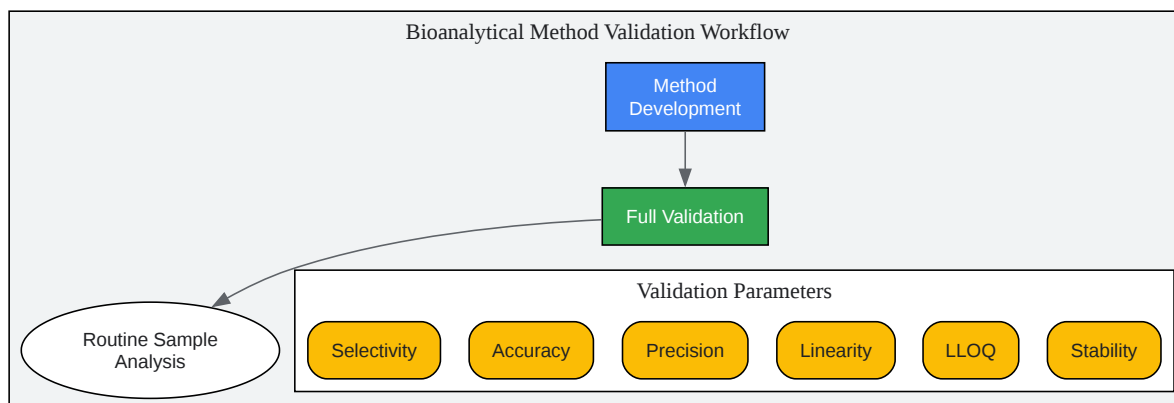 Bioanalytical Method Validation Workflow
Method
Development
Full Validation
Validation Parameters
Routine Sample
Analysis
Selectivity
Accuracy
Precision
Linearity
LLOQ
Stability